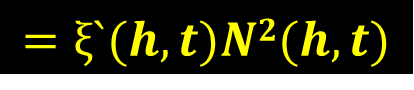 = ξ`(h,t)N²(h,t)